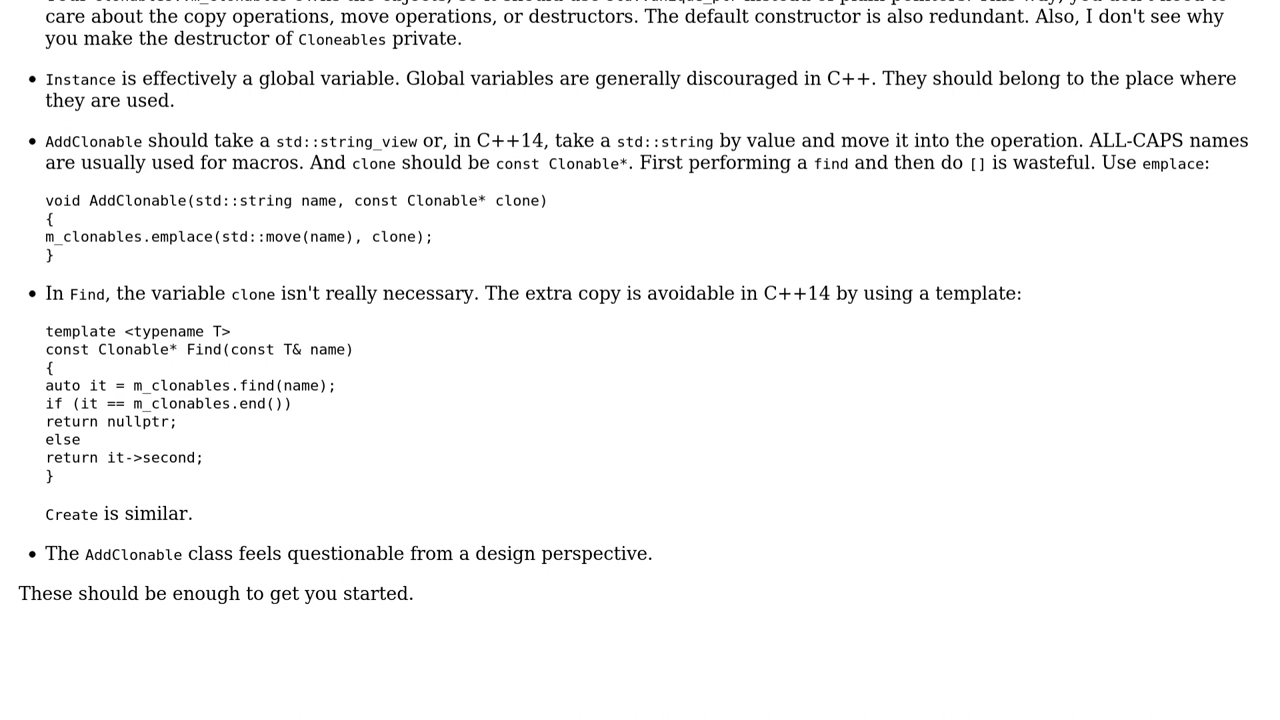 care about the copy operations, move operations, or destructors. The default constructor is also redundant. Also, I don't see why
you make the destructor of Cloneables private.
Instance is effectively a global variable. Global variables are generally discouraged in C++. They should belong to the place where
they are used.
AddClonable should take a std::string_view or, in C++14, take a std::string by value and move it into the operation. ALL-CAPS names
are usually used for macros. And clone should be const Clonable*. First performing a find and then do [] is wasteful. Use emplace:
void AddClonable(std::string name, const Clonable* clone)
{
m_clonables.emplace(std::move(name), clone);
}
In Find, the variable clone isn't really necessary. The extra copy is avoidable in C++14 by using a template:
template <typename T>
const Clonable* Find(const T& name)
{
auto it = m_clonables.find(name);
if (it == m_clonables.end())
return nullptr;
else
return it->second;
}
Create is similar.
The AddClonable class feels questionable from a design perspective.
These should be enough to get you started.